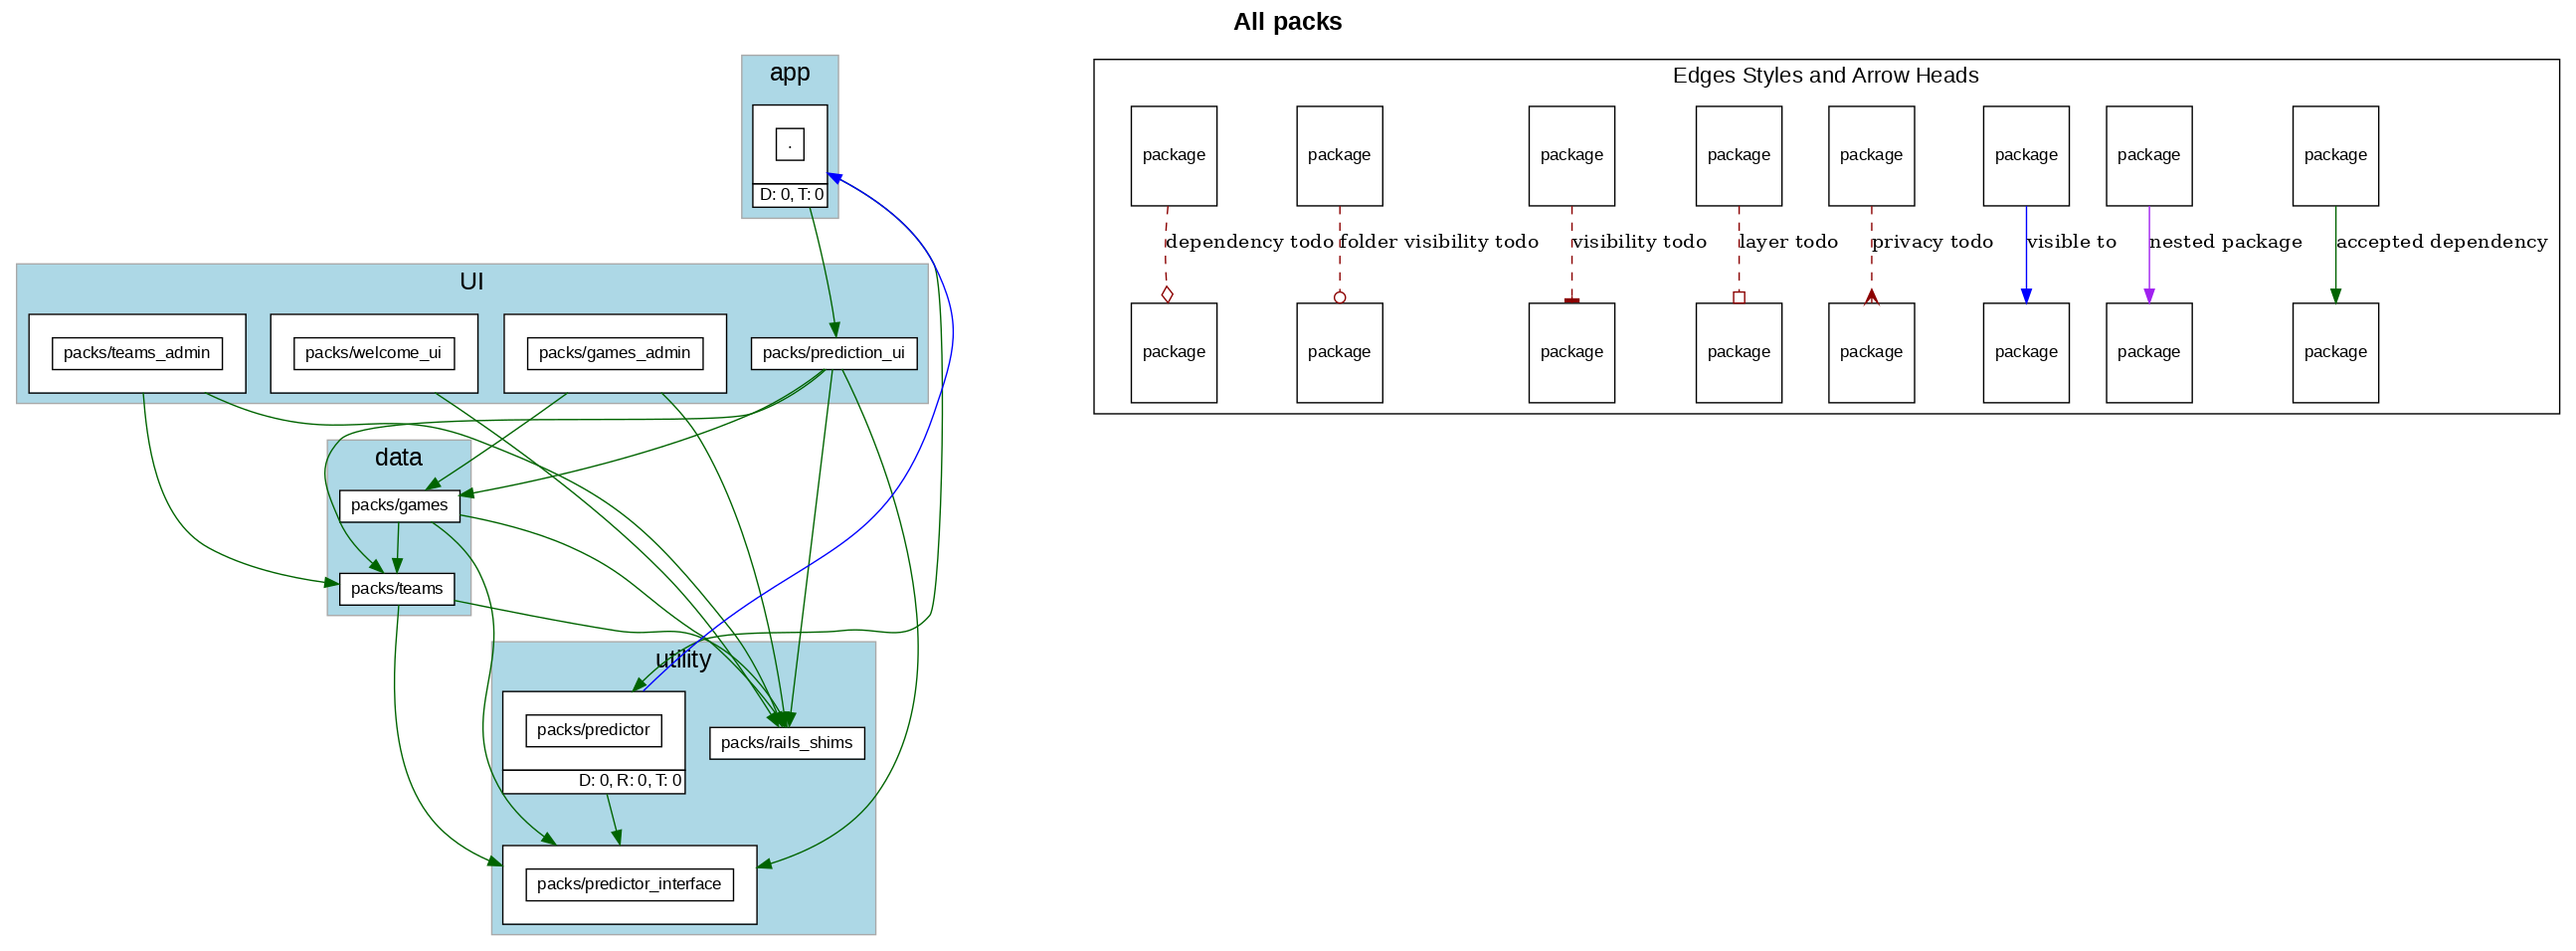 All packs
app
.
D: 0, T: 0
UI
packs/teams_admin
packs/welcome_ui
packs/games_admin
packs/prediction_ui
data
packs/games
packs/teams
utility
packs/predictor
D: 0, R: 0, T: 0
packs/rails_shims
packs/predictor_interface
Edges Styles and Arrow Heads
package package package package package package package package
dependency todo folder visibility todo visibility todo layer todo privacy todo visible to nested package accepted dependency
package package package package package package package package